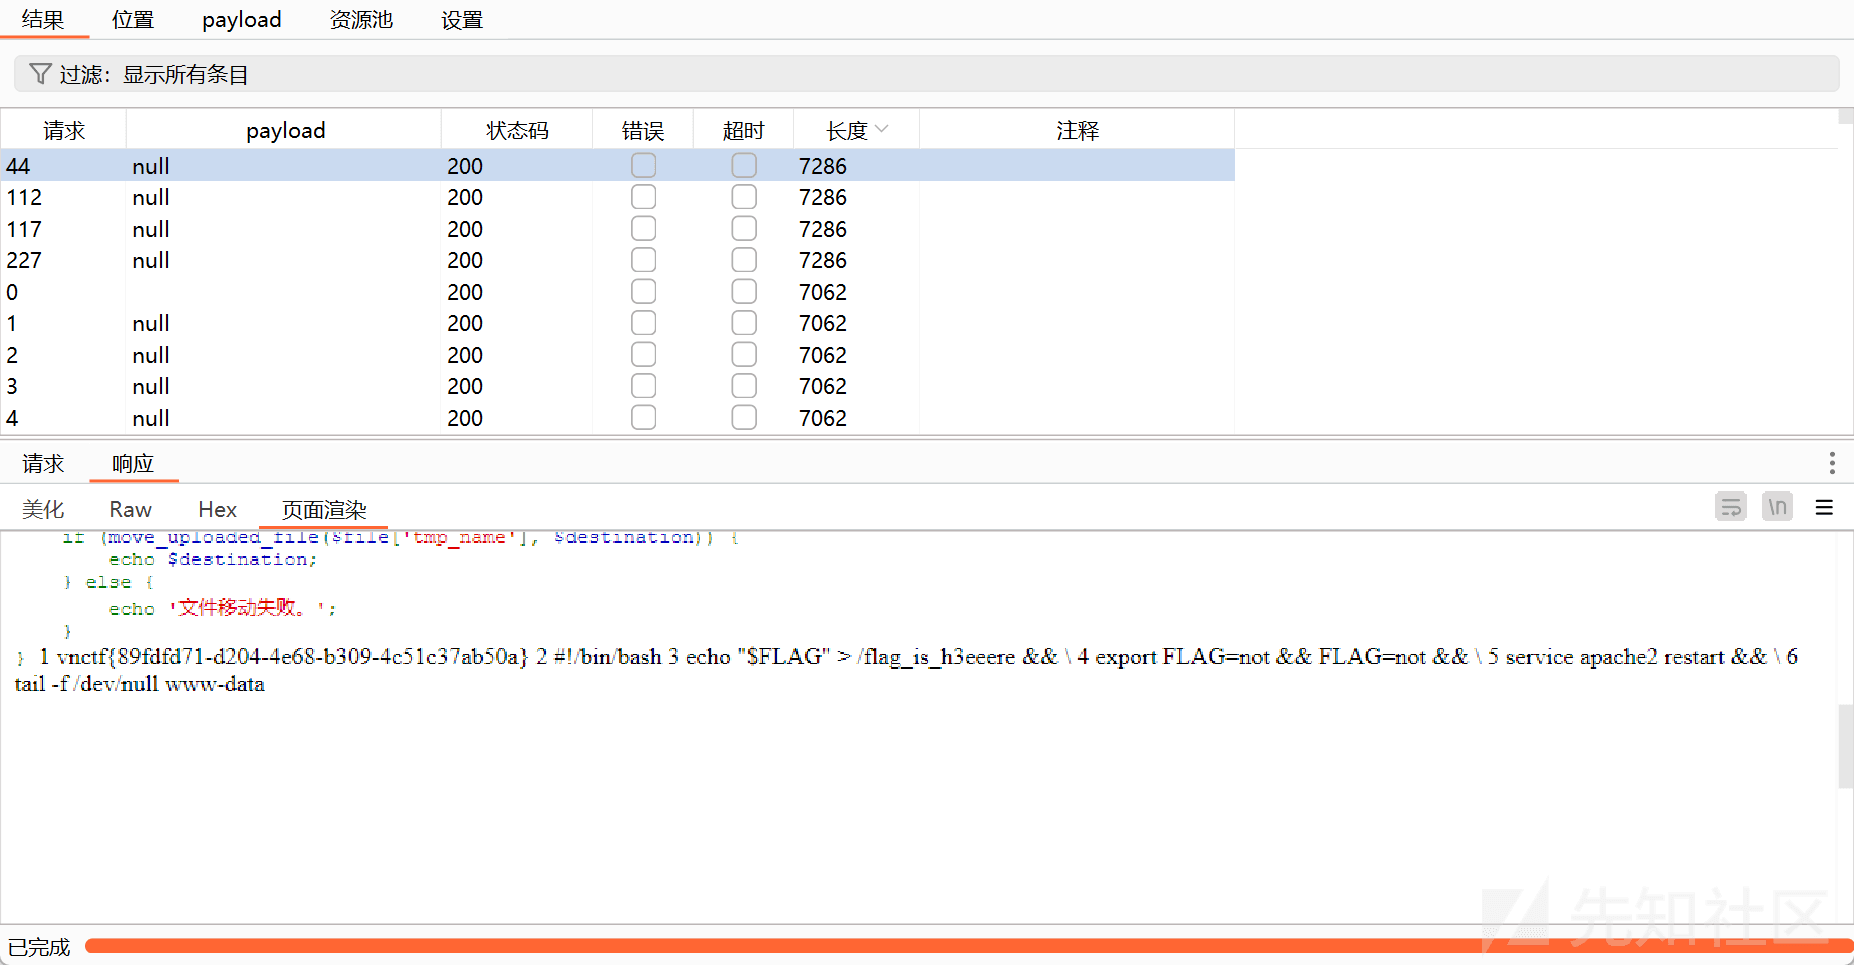 结果 位置 payload 资源池 设置
过滤：显示所有条目
请求 payload 状态码 错误 超时 长度 注释
44 null 200 7286
112 null 200 7286
117 null 200 7286
227 null 200 7286
0 200 7062
1 null 200 7062
2 null 200 7062
3 null 200 7062
4 null 200 7062
请求 响应
美化 Raw Hex 页面渲染 \n
if (move_uploaded_file($file['tmp_name'], $destination)) {
echo $destination;
} else {
echo '文件移动失败。';
}
} 1 vnctf{89fdfd71-d204-4e68-b309-4c51c37ab50a} 2 #!/bin/bash 3 echo "$FLAG" > /flag_is_h3eeere && \ 4 export FLAG=not && FLAG=not && \ 5 service apache2 restart && \ 6
tail -f /dev/null www-data
先知社区
已完成